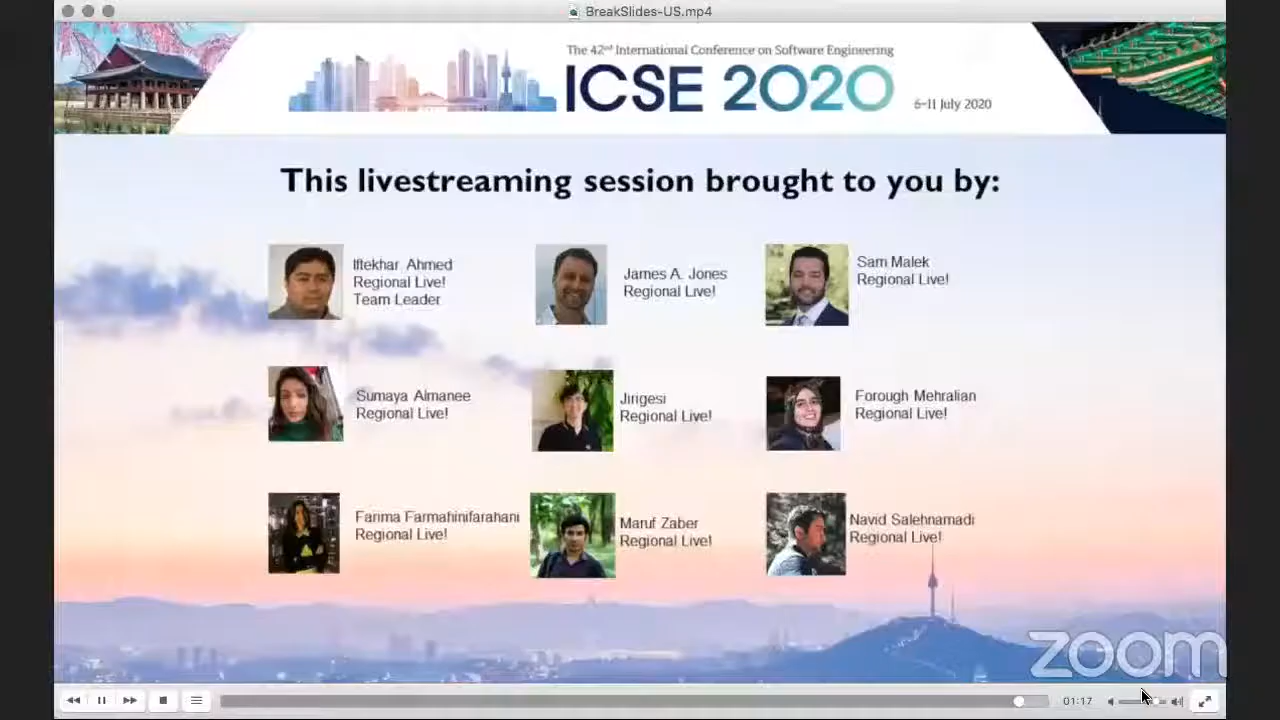 BreakSlides-US.mp4
The 42nd International Conference on Software Engineering
ICSE 2020
6-11 July 2020
This livestreaming session brought to you by:
Iftekhar Ahmed
Regional Live!
Team Leader
James A. Jones
Regional Live!
Sam Malek
Regional Live!
Sumaya Almanee
Regional Live!
Jirigesi
Regional Live!
Forough Mehralian
Regional Live!
Farima Farmahinifarahani
Regional Live!
Maruf Zaber
Regional Live!
Navid Salehnamadi
Regional Live!
zoom
01:17